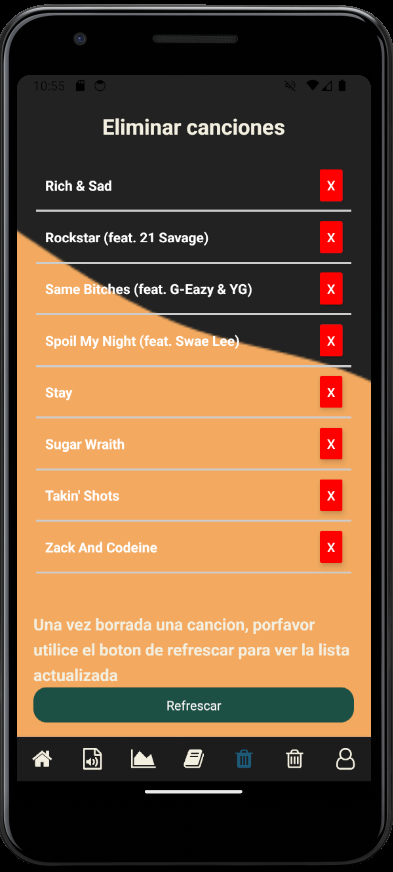 10:55
Eliminar canciones
Rich & Sad X
Rockstar (feat. 21 Savage) X
Same Bitches (feat. G-Eazy & YG) X
Spoil My Night (feat. Swae Lee) X
Stay X
Sugar Wraith X
Takin' Shots X
Zack And Codeine X
Una vez borrada una cancion, porfavor
utilice el boton de refrescar para ver la lista
actualizada
Refrescar